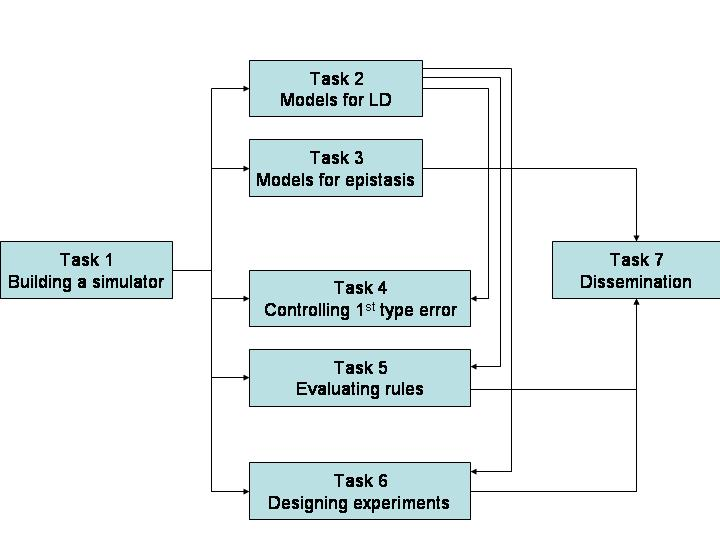 Task 2
Models for LD
Task 3
Models for epistasis
Task 1
Building a simulator
Task 7
Dissemination
Task 4
Controlling 1st type error
Task 5
Evaluating rules
Task 6
Designing experiments